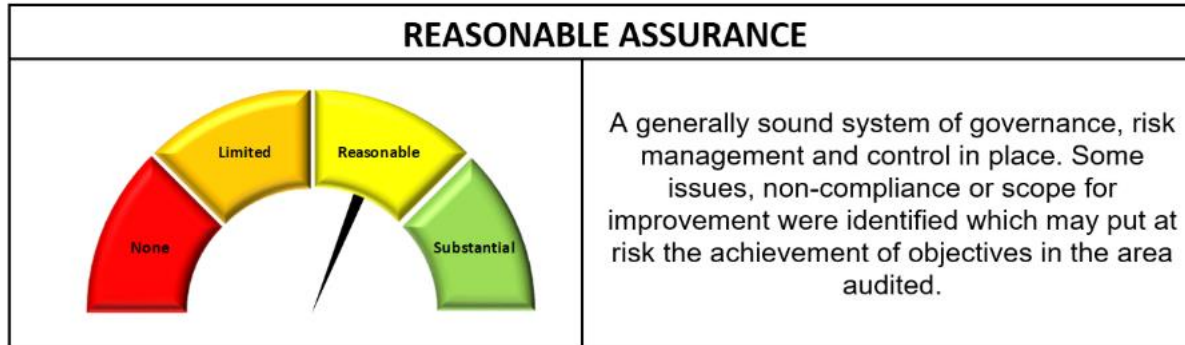 REASONABLE ASSURANCE
Limited
Reasonable
None
Substantial
A generally sound system of governance, risk
management and control in place. Some
issues, non-compliance or scope for
improvement were identified which may put at
risk the achievement of objectives in the area
audited.